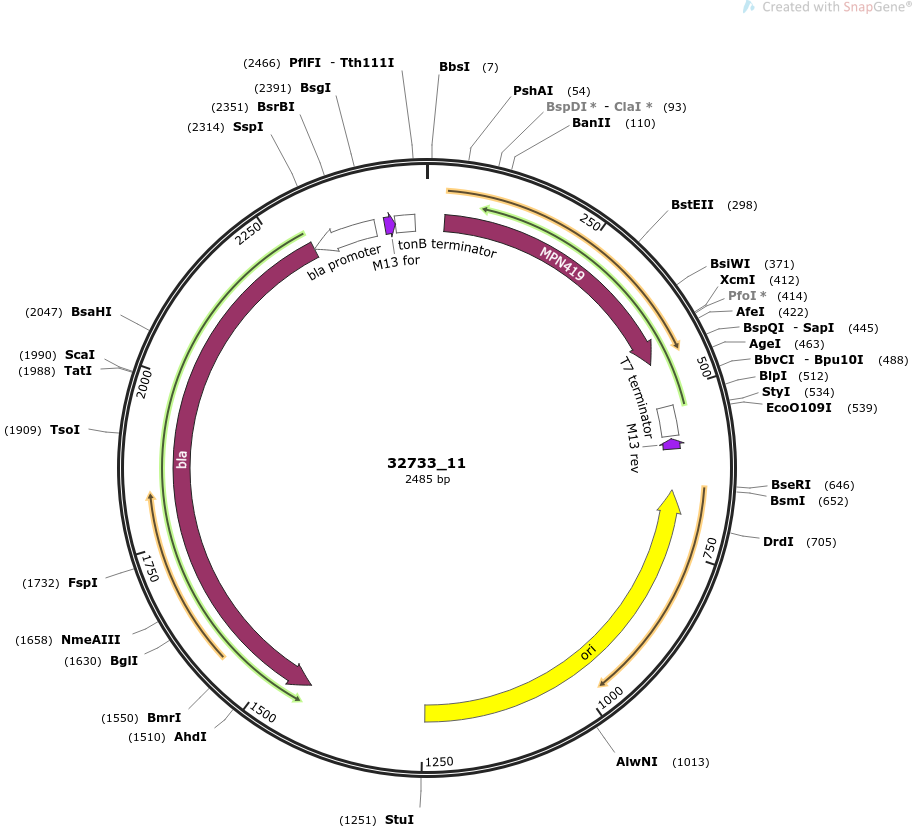 Created with SnapGene®
(2466) PflFI - Tth111I
BbsI (7)
(2391) BsgI
PshAI (54)
(2351) BsrBI
BspDI * - ClaI * (93)
(2314) SspI
BanII (110)
BstEII (298)
250
2250
bla promoter
M13 for
tonB terminator
MPN419
BsiWI (371)
XcmI (412)
PfoI * (414)
AfeI (422)
(2047) BsaHI
BspQI - SapI (445)
AgeI (463)
(1990) ScaI
BbvCI - Bpu10I (488)
(1988) TatI
BlpI (512)
500
2000
StyI (534)
EcoO109I (539)
T7 terminator
M13 rev
(1909) TsoI
bla
32733_11
2485 bp
BseRI (646)
BsmI (652)
DrdI (705)
750
1750
(1732) FspI
(1658) NmeAIII
(1630) BglI
ori
1000
1500
(1550) BmrI
(1510) AhdI
AlwNI (1013)
1250
(1251) StuI